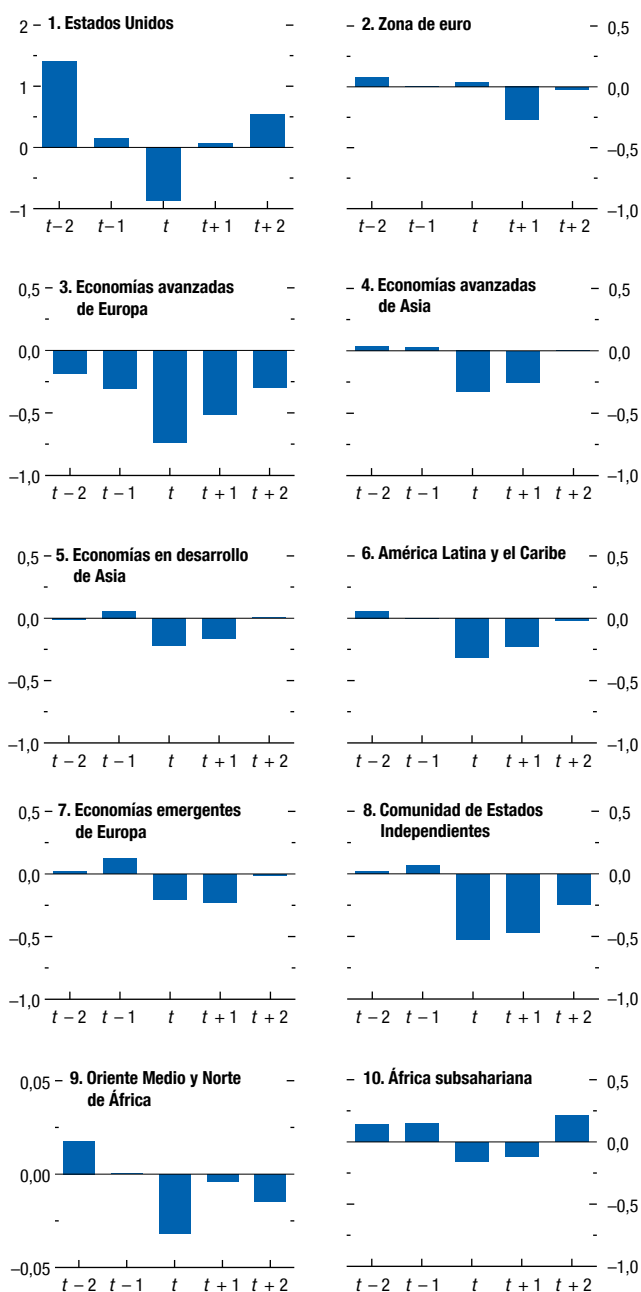 1. Estados Unidos
2
1
0
–1
t–2 t–1 t t+1 t+2
2. Zona de euro
0,5
0,0
–0,5
–1,0
t–2 t–1 t t+1 t+2
3. Economías avanzadas
de Europa
0,5
0,0
–0,5
–1,0
t – 2 t – 1 t t + 1 t + 2
4. Economías avanzadas
de Asia
0,5
0,0
–0,5
–1,0
t – 2 t – 1 t t + 1 t + 2
5. Economías en desarrollo
de Asia
0,5
0,0
–0,5
–1,0
t – 2 t – 1 t t + 1 t + 2
6. América Latina y el Caribe
0,5
0,0
–0,5
–1,0
t – 2 t – 1 t t + 1 t + 2
7. Economías emergentes
de Europa
0,5
0,0
–0,5
–1,0
t – 2 t – 1 t t + 1 t + 2
8. Comunidad de Estados
Independientes
0,5
0,0
–0,5
–1,0
t – 2 t – 1 t t + 1 t + 2
9. Oriente Medio y Norte
de África
0,05
0,00
–0,05
t – 2 t – 1 t t + 1 t + 2
10. África subsahariana
0,5
0,0
–0,5
–1,0
t – 2 t – 1 t t + 1 t + 2